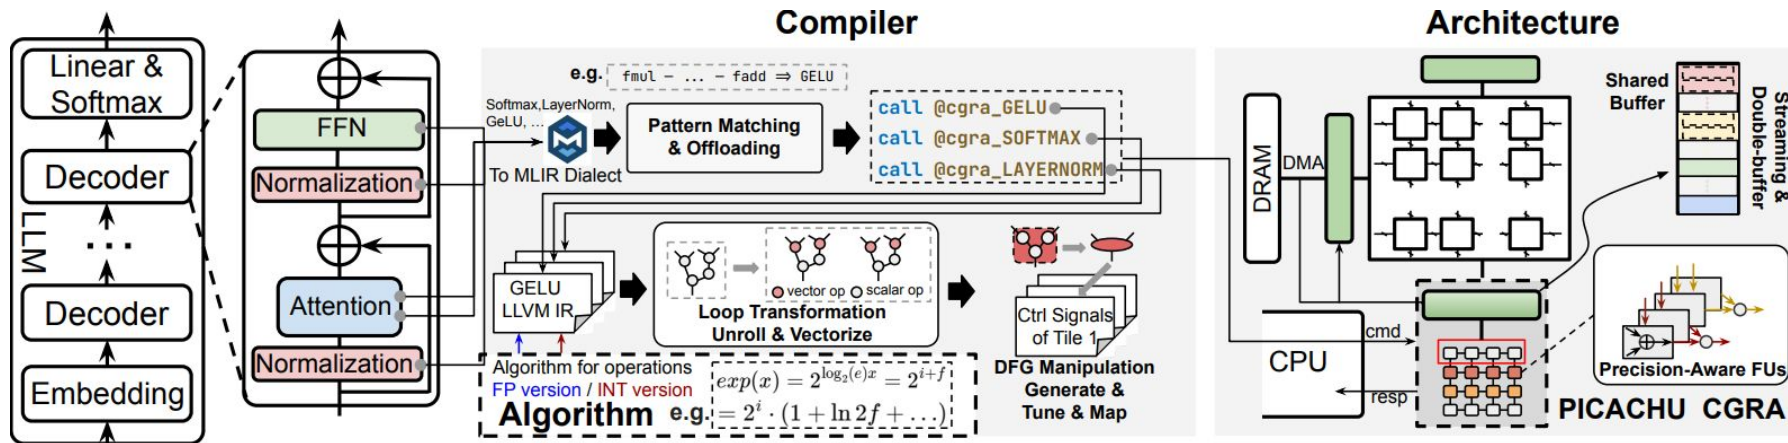 Compiler
Architecture
Linear &
Softmax
Decoder
...
Decoder
Embedding
LLM
FFN
Normalization
Attention
Normalization
e.g.
fmul – ... – fadd ⇒ GELU
Softmax,LayerNorm,
GeLU, ...
To MLIR Dialect
Pattern Matching
& Offloading
call @cgra_GELU
call @cgra_SOFTMAX
call @cgra_LAYERNORM
GELU
LLVM IR
vector op
scalar op
Loop Transformation
Unroll & Vectorize
Ctrl Signals
of Tile 1
DFG Manipulation
Generate &
Tune & Map
Algorithm for operations
FP version / INT version
Algorithm
e.g.
exp(x) = 2^{log₂(e)x} = 2^{i+f}
= 2^i · (1 + ln 2f + ...)
DRAM
DMA
Shared
Buffer
Streaming &
Double-buffer
CPU
cmd
resp
Precision-Aware FUs
PICACHU CGRA